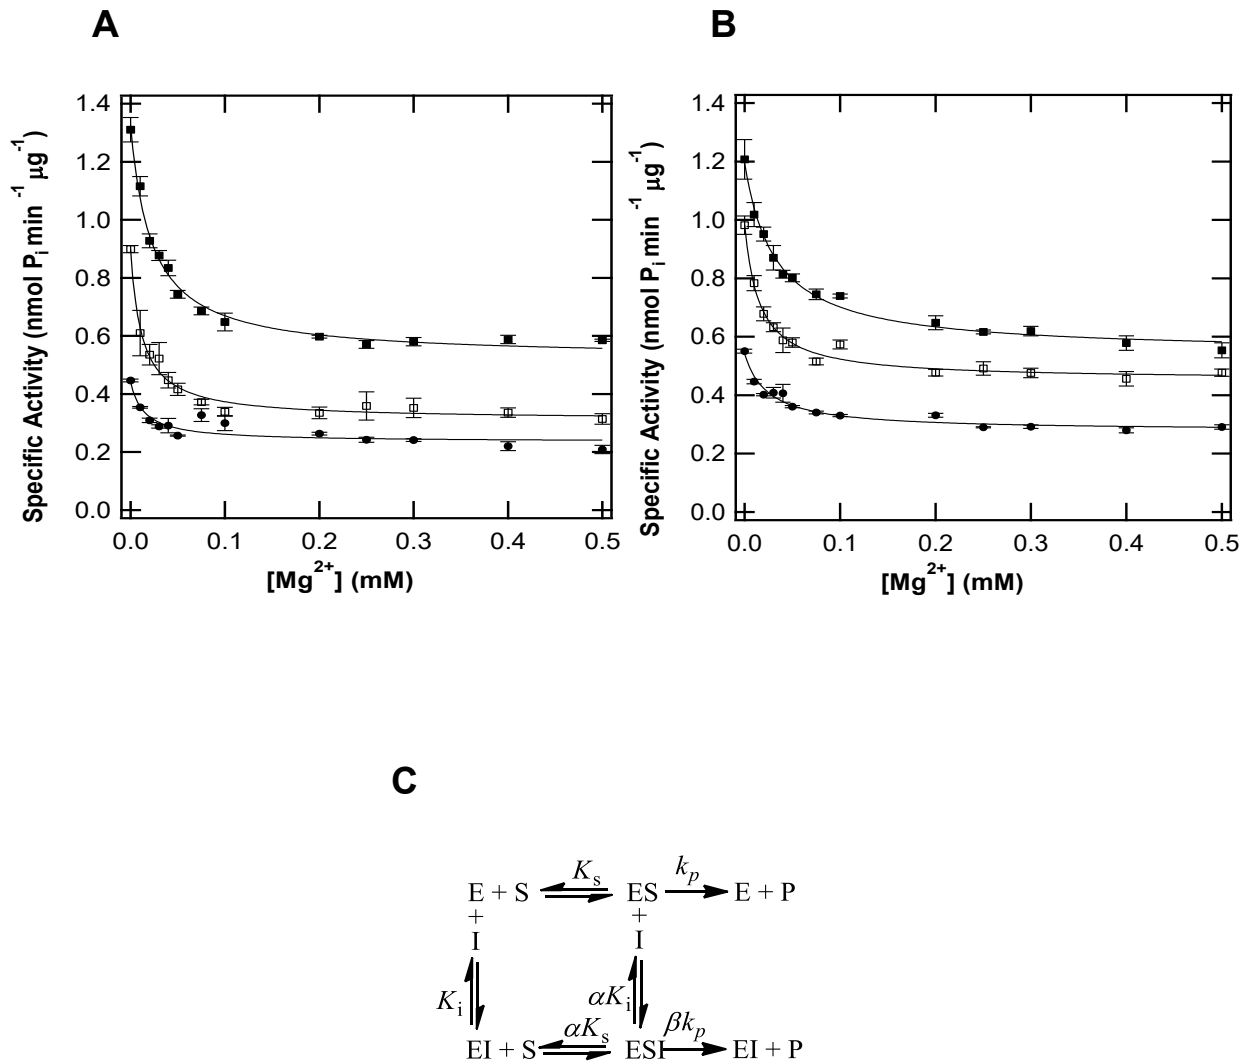 A
B
1.4
1.2
1.0
0.8
0.6
0.4
0.2
0.0
Specific Activity (nmol Pi min-1 μg-1)
0.0 0.1 0.2 0.3 0.4 0.5
[Mg2+] (mM)
1.4
1.2
1.0
0.8
0.6
0.4
0.2
0.0
Specific Activity (nmol Pi min-1 μg-1)
0.0 0.1 0.2 0.3 0.4 0.5
[Mg2+] (mM)
C
Ks kp
E + S ES E + P
+ +
I I
Ki αKi
αKs βkp
EI + S ESI EI + P